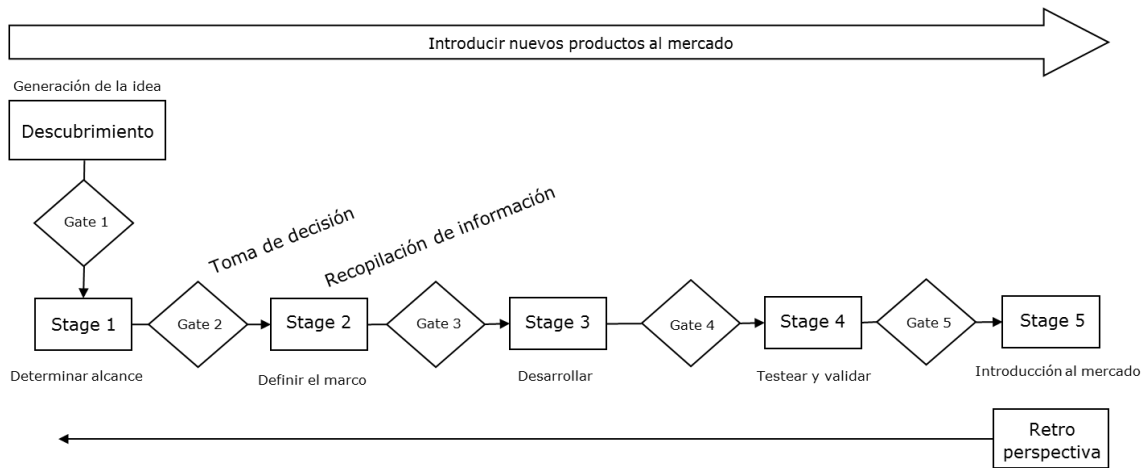 Introducir nuevos productos al mercado
Generación de la idea
Descubrimiento
Gate 1
Toma de decisión
Recopilación de información
Stage 1
Gate 2
Stage 2
Gate 3
Stage 3
Gate 4
Stage 4
Gate 5
Stage 5
Determinar alcance
Definir el marco
Desarrollar
Testear y validar
Introducción al mercado
Retro
perspectiva